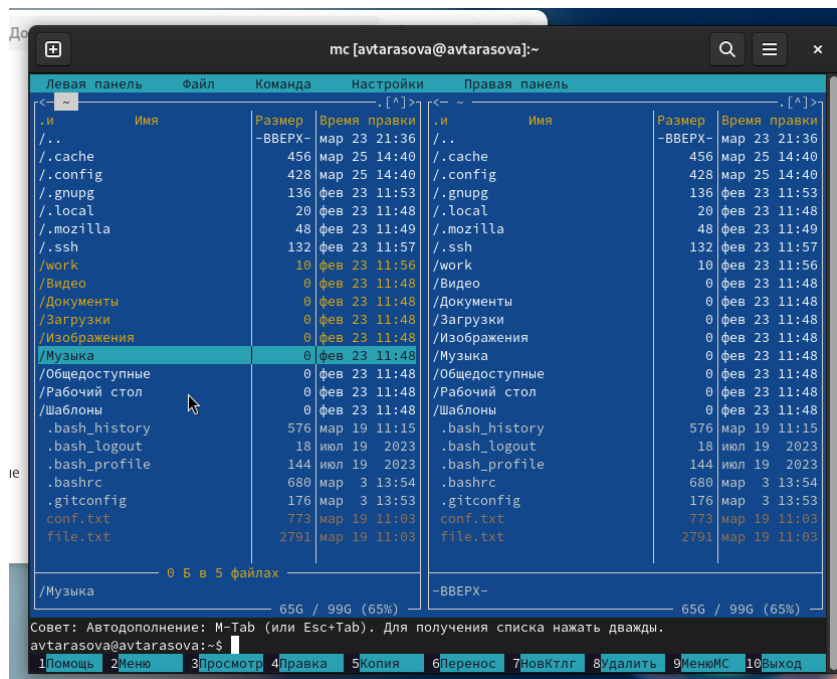 До
mc [avtarasova@avtarasova]:~
Левая панель Файл Команда Настройки Правая панель
<— ~ .[^]> <— ~ .[^]>
.и Имя Размер Время правки .и Имя Размер Время правки
/.. -ВВЕРХ- мар 23 21:36 /.. -ВВЕРХ- мар 23 21:36
/.cache 456 мар 25 14:40 /.cache 456 мар 25 14:40
/.config 428 мар 25 14:40 /.config 428 мар 25 14:40
/.gnupg 136 фев 23 11:53 /.gnupg 136 фев 23 11:53
/.local 20 фев 23 11:48 /.local 20 фев 23 11:48
/.mozilla 48 фев 23 11:49 /.mozilla 48 фев 23 11:49
/.ssh 132 фев 23 11:57 /.ssh 132 фев 23 11:57
/work 10 фев 23 11:56 /work 10 фев 23 11:56
/Видео 0 фев 23 11:48 /Видео 0 фев 23 11:48
/Документы 0 фев 23 11:48 /Документы 0 фев 23 11:48
/Загрузки 0 фев 23 11:48 /Загрузки 0 фев 23 11:48
/Изображения 0 фев 23 11:48 /Изображения 0 фев 23 11:48
/Музыка 0 фев 23 11:48 /Музыка 0 фев 23 11:48
/Общедоступные 0 фев 23 11:48 /Общедоступные 0 фев 23 11:48
/Рабочий стол 0 фев 23 11:48 /Рабочий стол 0 фев 23 11:48
/Шаблоны 0 фев 23 11:48 /Шаблоны 0 фев 23 11:48
.bash_history 576 мар 19 11:15 .bash_history 576 мар 19 11:15
.bash_logout 18 июл 19 2023 .bash_logout 18 июл 19 2023
.bash_profile 144 июл 19 2023 .bash_profile 144 июл 19 2023
.bashrc 680 мар 3 13:54 .bashrc 680 мар 3 13:54
.gitconfig 176 мар 3 13:53 .gitconfig 176 мар 3 13:53
conf.txt 773 мар 19 11:03 conf.txt 773 мар 19 11:03
file.txt 2791 мар 19 11:03 file.txt 2791 мар 19 11:03
0 Б в 5 файлах
/Музыка -ВВЕРХ-
65G / 99G (65%) 65G / 99G (65%)
Совет: Автодополнение: M-Tab (или Esc+Tab). Для получения списка нажать дважды.
avtarasova@avtarasova:~$
1Помощь 2Меню 3Просмотр 4Правка 5Копия 6Перенос 7НовКтлг 8Удалить 9МенюMC 10Выход